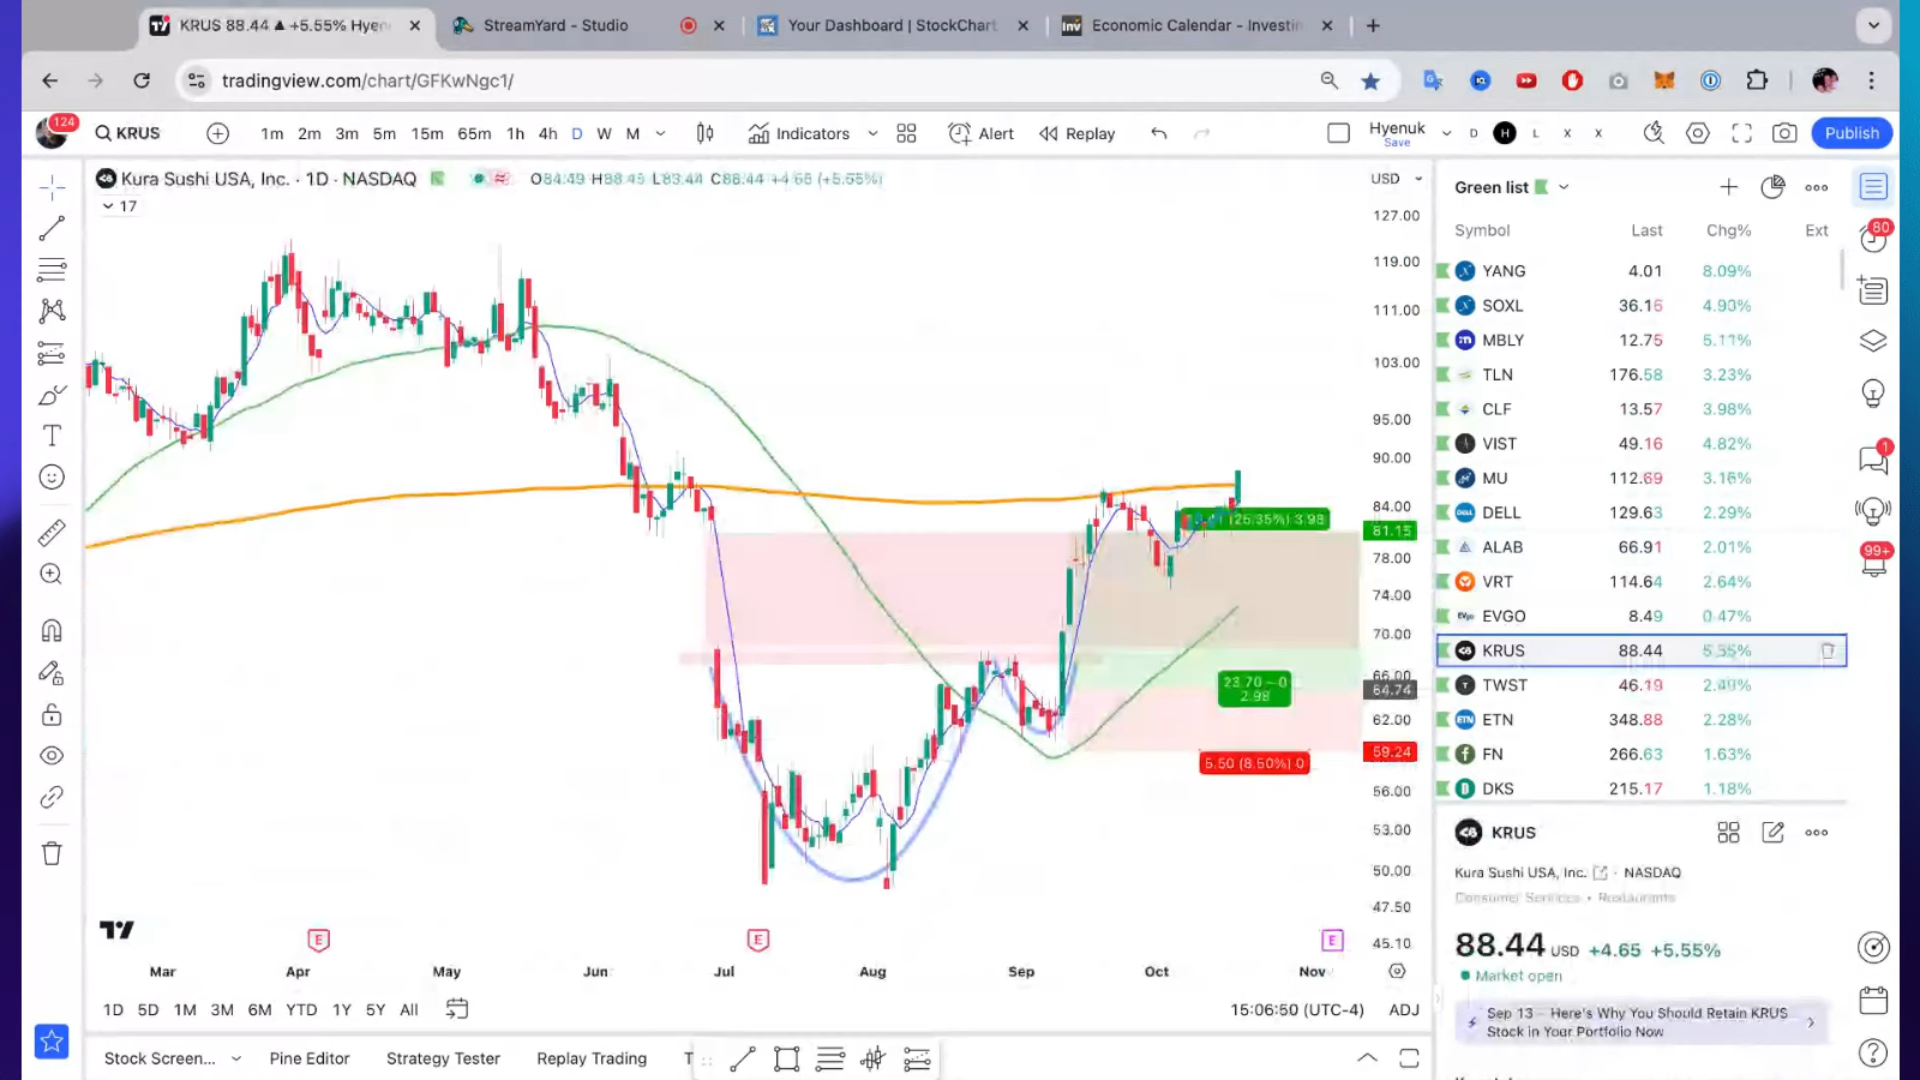 KRUS 88.44 ▲ +5.55% Hyen
StreamYard - Studio
Your Dashboard | StockChart
Economic Calendar - Investin
tradingview.com/chart/GFKwNgc1/
124
KRUS
1m 2m 3m 5m 15m 65m 1h 4h D W M
Indicators
Alert
Replay
Hyenuk
Save
D H L X X
Publish
Kura Sushi USA, Inc. · 1D · NASDAQ
O84.49 H88.45 L83.44 C88.44 +4.65 (+5.55%)
17
USD
127.00
119.00
111.00
103.00
95.00
90.00
84.00
81.15
78.00
74.00
70.00
66.00
64.74
62.00
59.24
56.00
53.00
50.00
47.50
45.10
(25.35%) 3.98
23.70 – 0
2.98
5.50 (8.50%) 0
E
E
E
Mar Apr May Jun Jul Aug Sep Oct Nov
1D 5D 1M 3M 6M YTD 1Y 5Y All
15:06:50 (UTC-4) ADJ
Stock Screen... Pine Editor Strategy Tester Replay Trading T
Green list
Symbol Last Chg% Ext
YANG 4.01 8.09%
SOXL 36.16 4.90%
MBLY 12.75 5.11%
TLN 176.58 3.23%
CLF 13.57 3.98%
VIST 49.16 4.82%
MU 112.69 3.16%
DELL 129.63 2.29%
ALAB 66.91 2.01%
VRT 114.64 2.64%
EVGO 8.49 0.47%
KRUS 88.44 5.55%
TWST 46.19 2.49%
ETN 348.88 2.28%
FN 266.63 1.63%
DKS 215.17 1.18%
KRUS
Kura Sushi USA, Inc. · NASDAQ
Consumer Services • Restaurants
88.44 USD +4.65 +5.55%
Market open
Sep 13 – Here's Why You Should Retain KRUS
Stock in Your Portfolio Now
80
1
99+